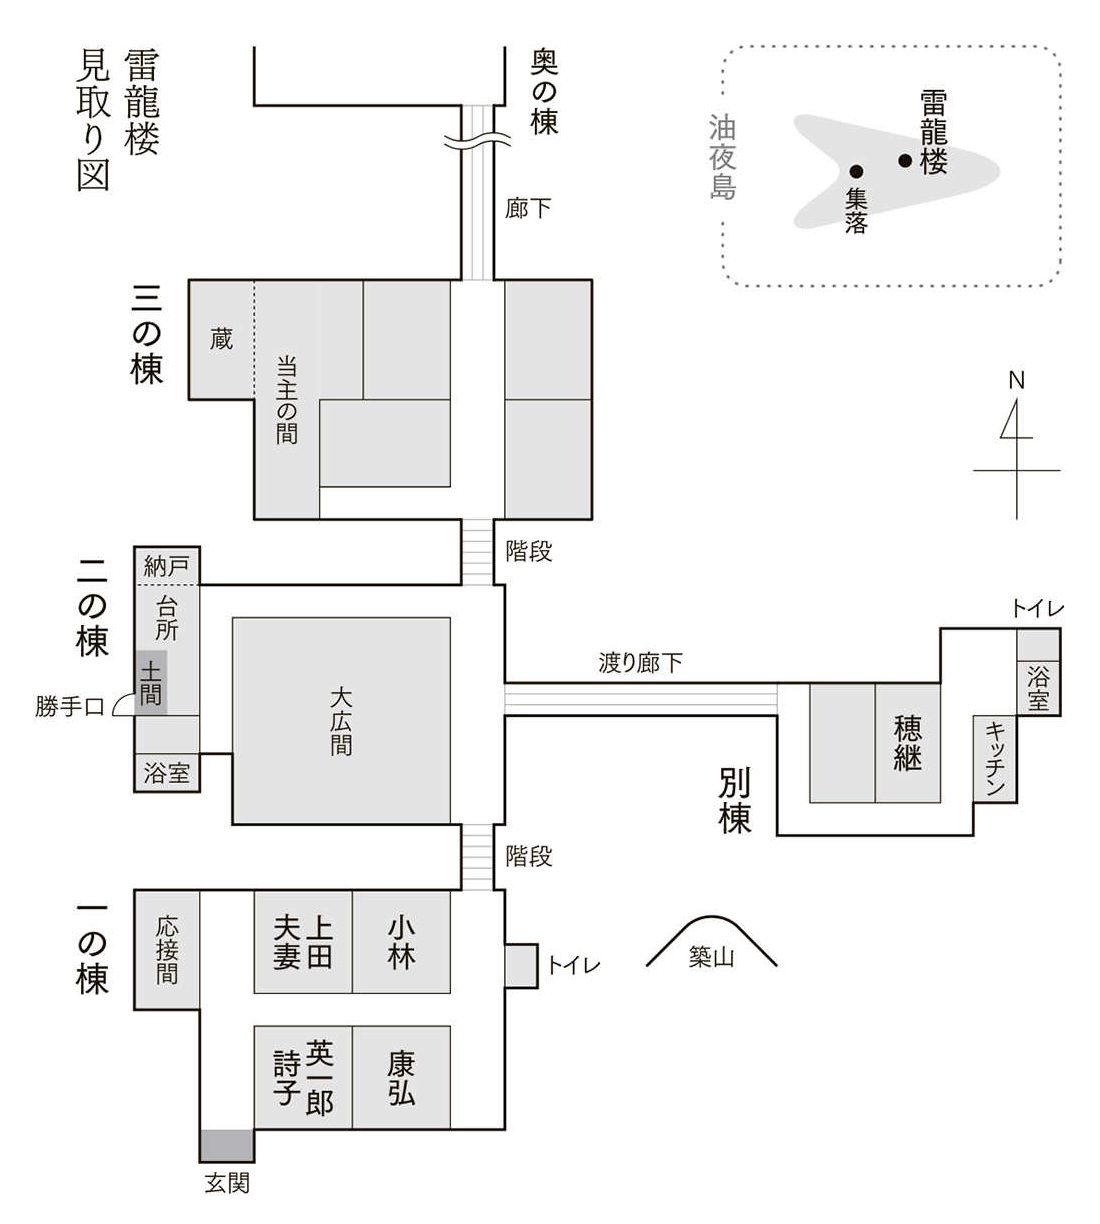 雷龍楼
見取り図
奥の棟
廊下
油夜島
雷龍楼
集落
N
三の棟
蔵
当主の間
階段
二の棟
納戸
台所
土間
勝手口
浴室
大広間
渡り廊下
別棟
穂継
トイレ
浴室
キッチン
階段
一の棟
応接間
上田
夫妻
小林
トイレ
築山
英一郎
詩子
康弘
玄関